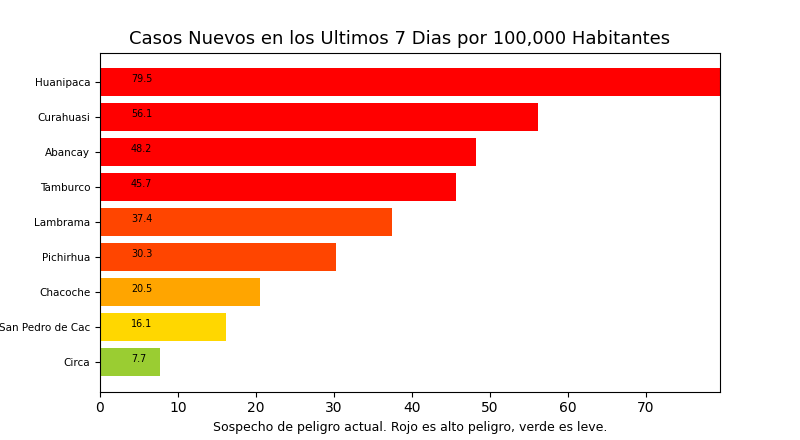 Casos Nuevos en los Ultimos 7 Dias por 100,000 Habitantes
Huanipaca 79.5
Curahuasi 56.1
Abancay 48.2
Tamburco 45.7
Lambrama 37.4
Pichirhua 30.3
Chacoche 20.5
San Pedro de Cac 16.1
Circa 7.7
0 10 20 30 40 50 60 70
Sospecho de peligro actual. Rojo es alto peligro, verde es leve.